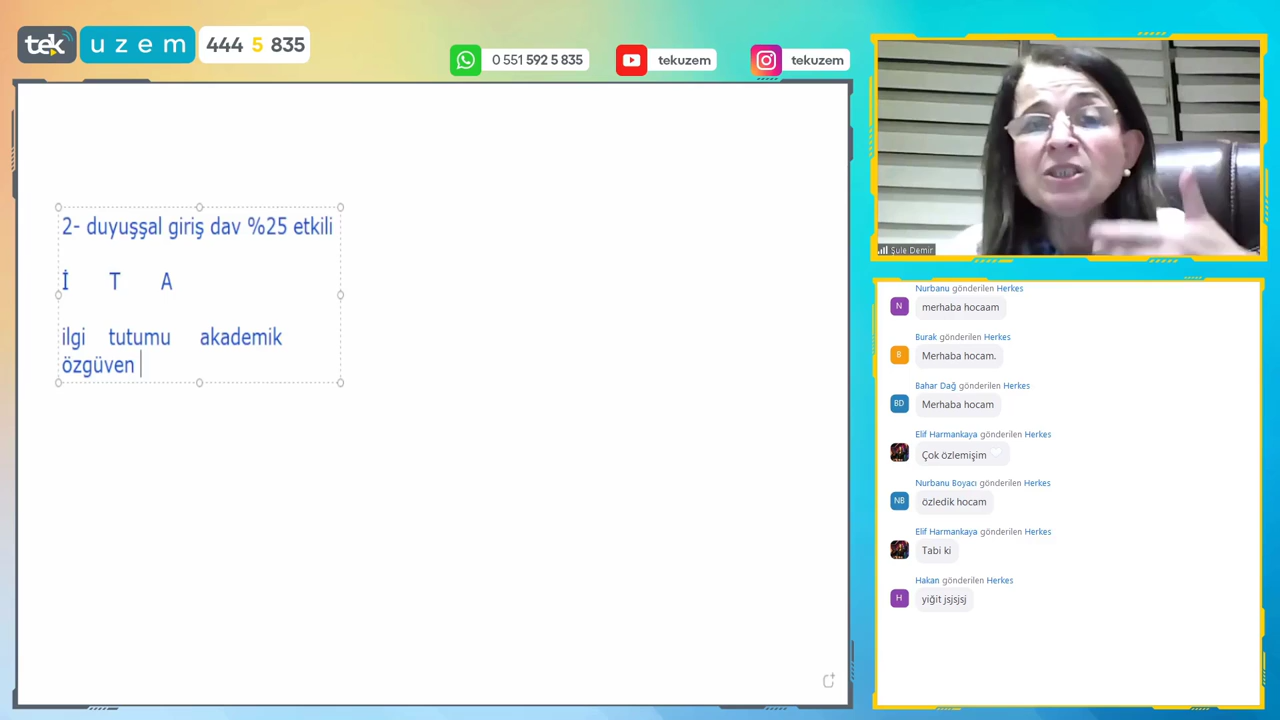 tek uzem 444 5 835
0 551 592 5 835
tekuzem
tekuzem
2- duyuşşal giriş dav %25 etkili
İ T A
ilgi tutumu akademik
özgüven
Şule Demir
Nurbanu gönderilen Herkes
N
merhaba hocaam
Burak gönderilen Herkes
B
Merhaba hocam.
Bahar Dağ gönderilen Herkes
BD
Merhaba hocam
Elif Harmankaya gönderilen Herkes
Çok özlemişim
Nurbanu Boyacı gönderilen Herkes
NB
özledik hocam
Elif Harmankaya gönderilen Herkes
Tabi ki
Hakan gönderilen Herkes
H
yiğit jsjsjsj